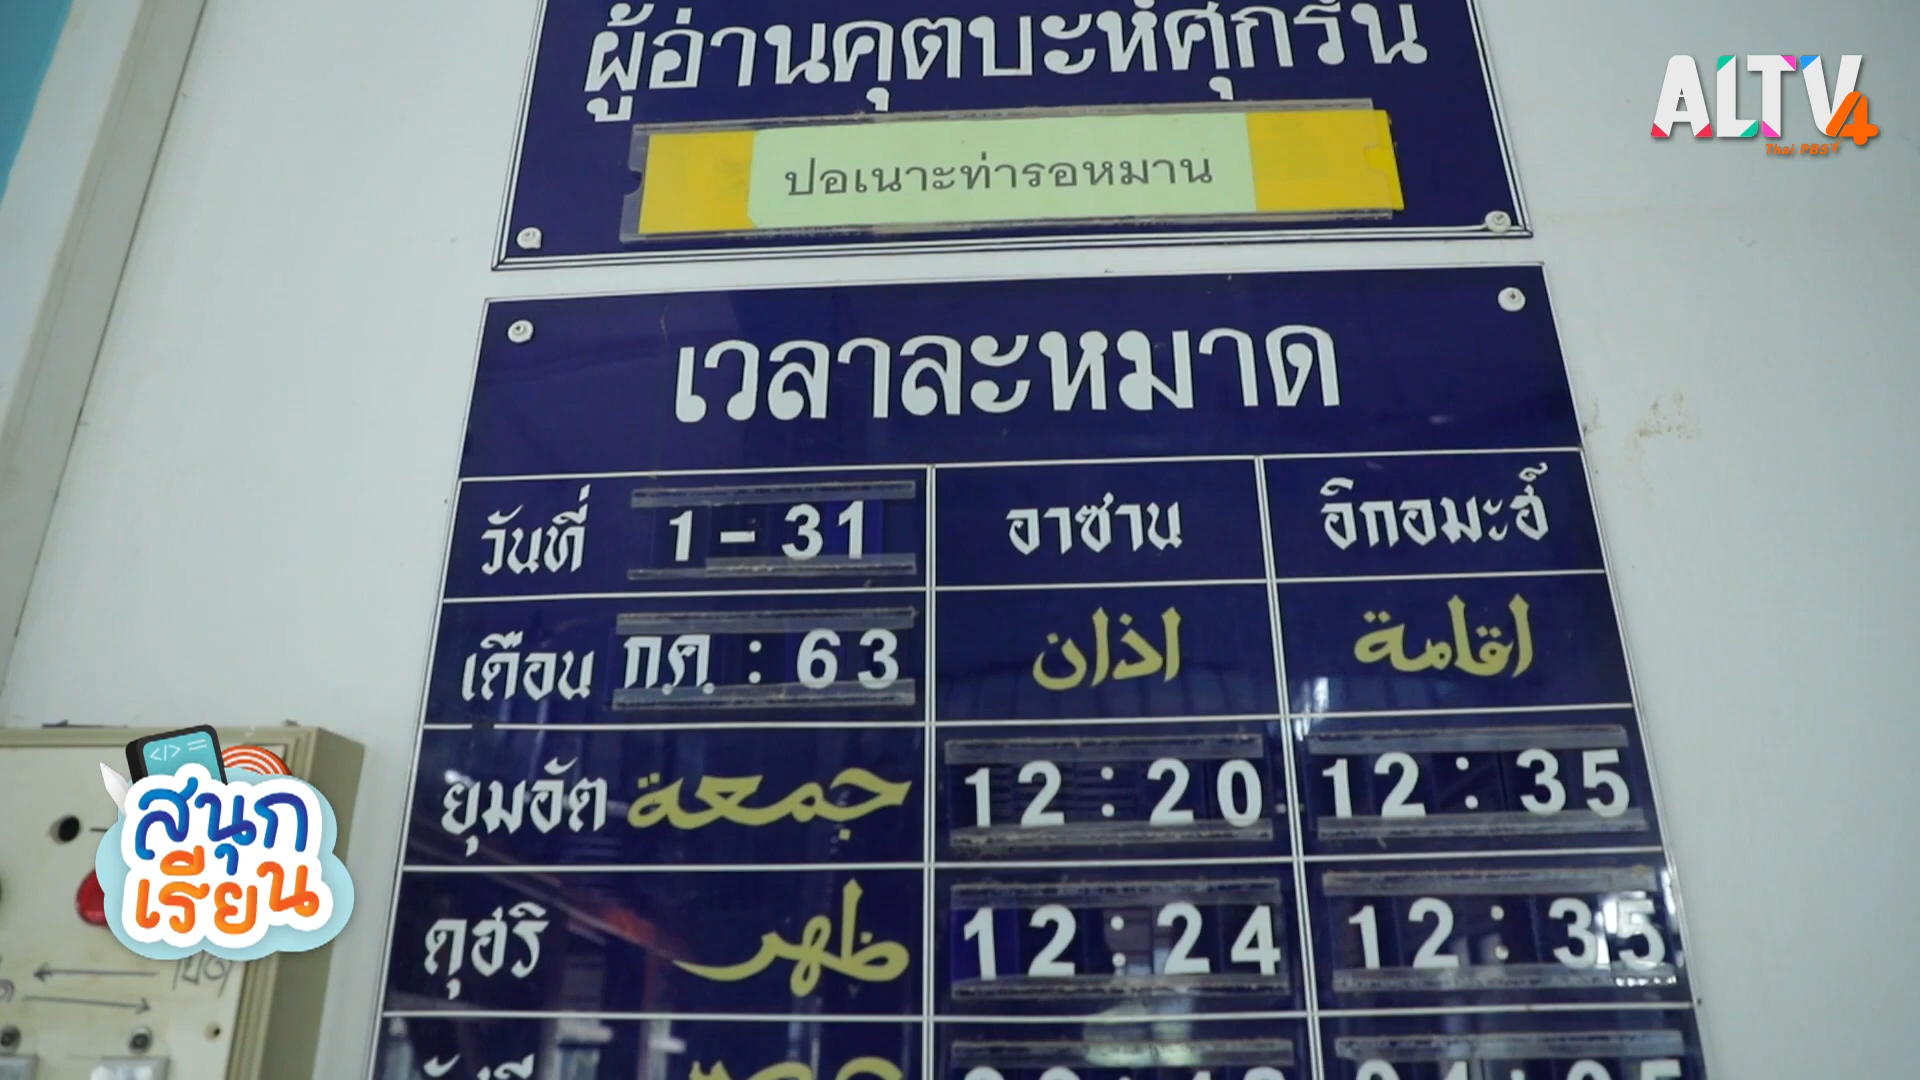 ผู้อ่านคุตบะห์ศุกร์นี้
ALTV4
Thai PBS
ปอเนาะท่ารอหมาน
เวลาละหมาด
วันที่ 1 - 31 อาซาน อิกอมะฮ์
เดือน ก.ค. : 63 اذان اقامة
ยุมอัต جمعة 12 : 20 12 : 35
ดุฮริ ظهر 12 : 24 12 : 35
สนุก
เรียน